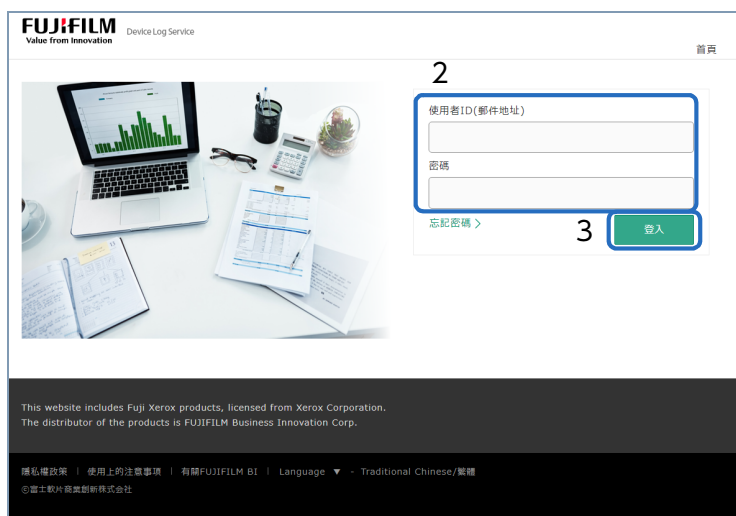 FUJIFILM
Value from Innovation
Device Log Service
首頁
2
使用者ID(郵件地址)
密碼
忘記密碼 〉
3
登入
This website includes Fuji Xerox products, licensed from Xerox Corporation.
The distributor of the products is FUJIFILM Business Innovation Corp.
隱私權政策 | 使用上的注意事項 | 有關FUJIFILM BI | Language ▼ - Traditional Chinese/繁體
©富士軟片商業創新株式会社